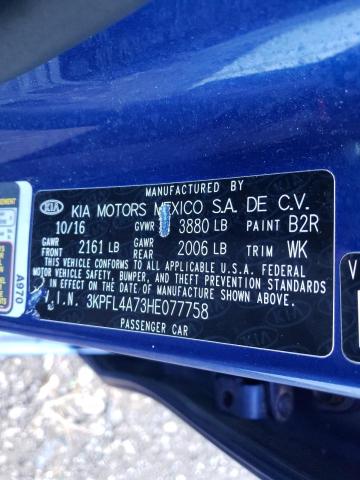 MANUFACTURED BY
KIA KIA MOTORS MEXICO S.A. DE C.V.
10/16 GVWR 3880 LB PAINT B2R
GAWR FRONT 2161 LB GAWR REAR 2006 LB TRIM WK
THIS VEHICLE CONFORMS TO ALL APPLICABLE U.S.A. FEDERAL
MOTOR VEHICLE SAFETY, BUMPER, AND THEFT PREVENTION STANDARDS
IN EFFECT ON THE DATE OF MANUFACTURE SHOWN ABOVE.
V.I.N. 3KPFL4A73HE077758
PASSENGER CAR
A970